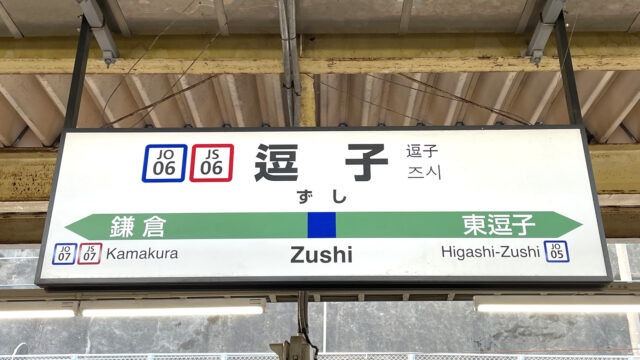 JO 06
JS 06
逗子
逗子
즈시
ずし
鎌倉
東逗子
JO 07
JS 07
Kamakura
Zushi
Higashi-Zushi
JO 05